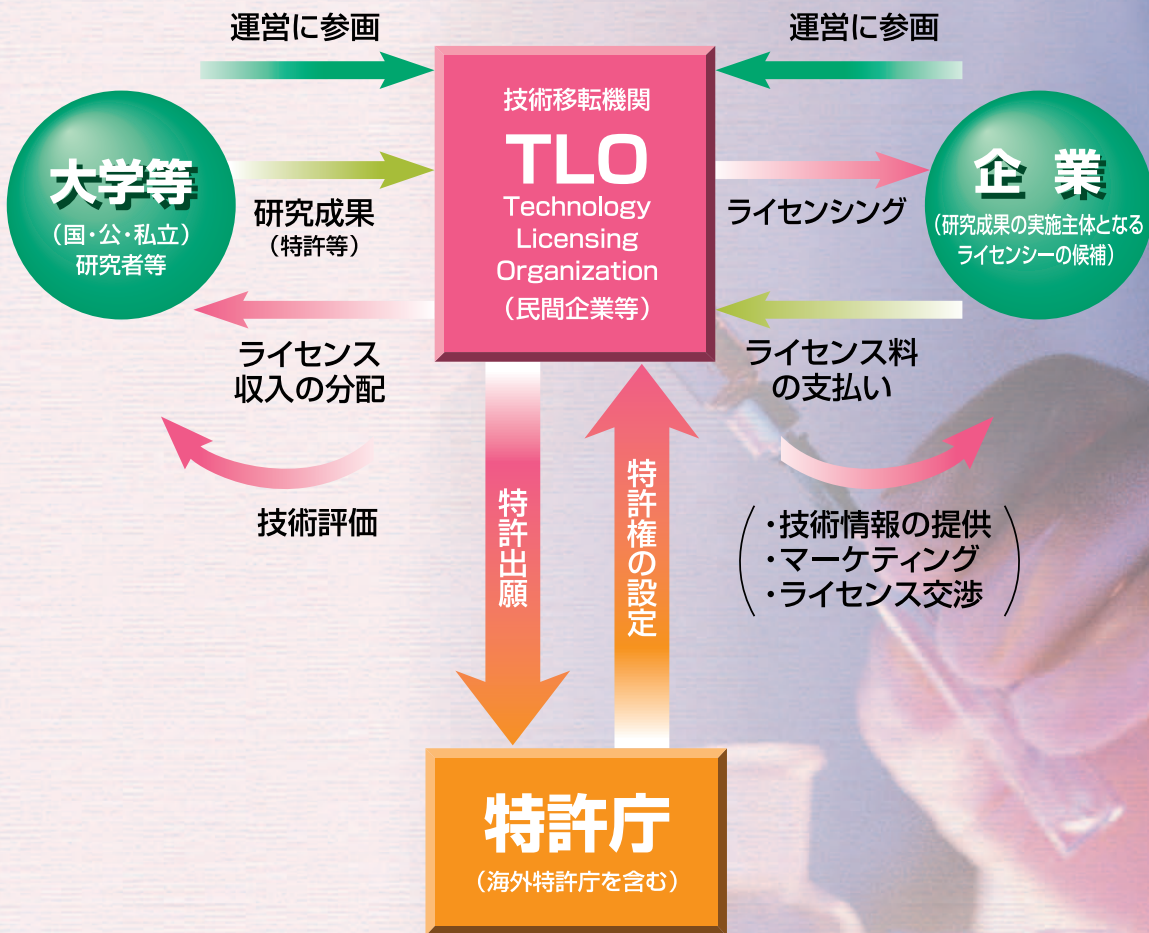 運営に参画
運営に参画
大学等
（国・公・私立）
研究者等
技術移転機関
TLO
Technology
Licensing
Organization
（民間企業等）
企業
（研究成果の実施主体となる
ライセンシーの候補）
研究成果
（特許等）
ライセンシング
ライセンス
収入の分配
ライセンス料
の支払い
技術評価
特許出願
特許権の設定
・技術情報の提供
・マーケティング
・ライセンス交渉
特許庁
（海外特許庁を含む）